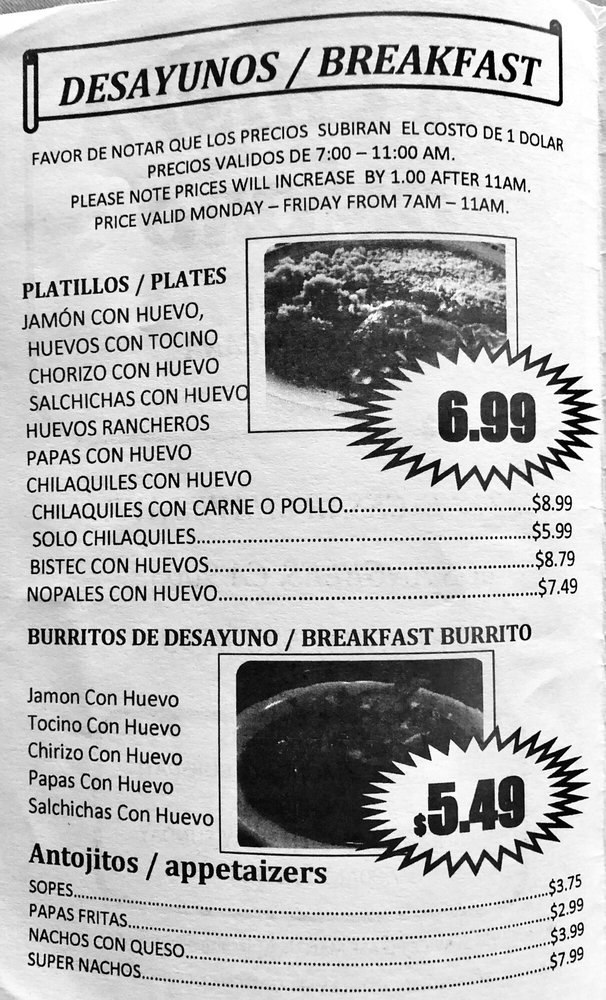 DESAYUNOS / BREAKFAST
FAVOR DE NOTAR QUE LOS PRECIOS SUBIRAN EL COSTO DE 1 DOLAR
PRECIOS VALIDOS DE 7:00 – 11:00 AM.
PLEASE NOTE PRICES WILL INCREASE BY 1.00 AFTER 11AM.
PRICE VALID MONDAY – FRIDAY FROM 7AM – 11AM.
PLATILLOS / PLATES
JAMÓN CON HUEVO,
HUEVOS CON TOCINO
CHORIZO CON HUEVO
SALCHICHAS CON HUEVO
HUEVOS RANCHEROS
PAPAS CON HUEVO
CHILAQUILES CON HUEVO
6.99
CHILAQUILES CON CARNE O POLLO..................................$8.99
SOLO CHILAQUILES..............................................................$5.99
BISTEC CON HUEVOS...........................................................$8.79
NOPALES CON HUEVO..........................................................$7.49
BURRITOS DE DESAYUNO / BREAKFAST BURRITO
Jamon Con Huevo
Tocino Con Huevo
Chirizo Con Huevo
Papas Con Huevo
Salchichas Con Huevo
$5.49
Antojitos / appetaizers
SOPES..................................................................................$3.75
PAPAS FRITAS.......................................................................$2.99
NACHOS CON QUESO...........................................................$3.99
SUPER NACHOS....................................................................$7.99